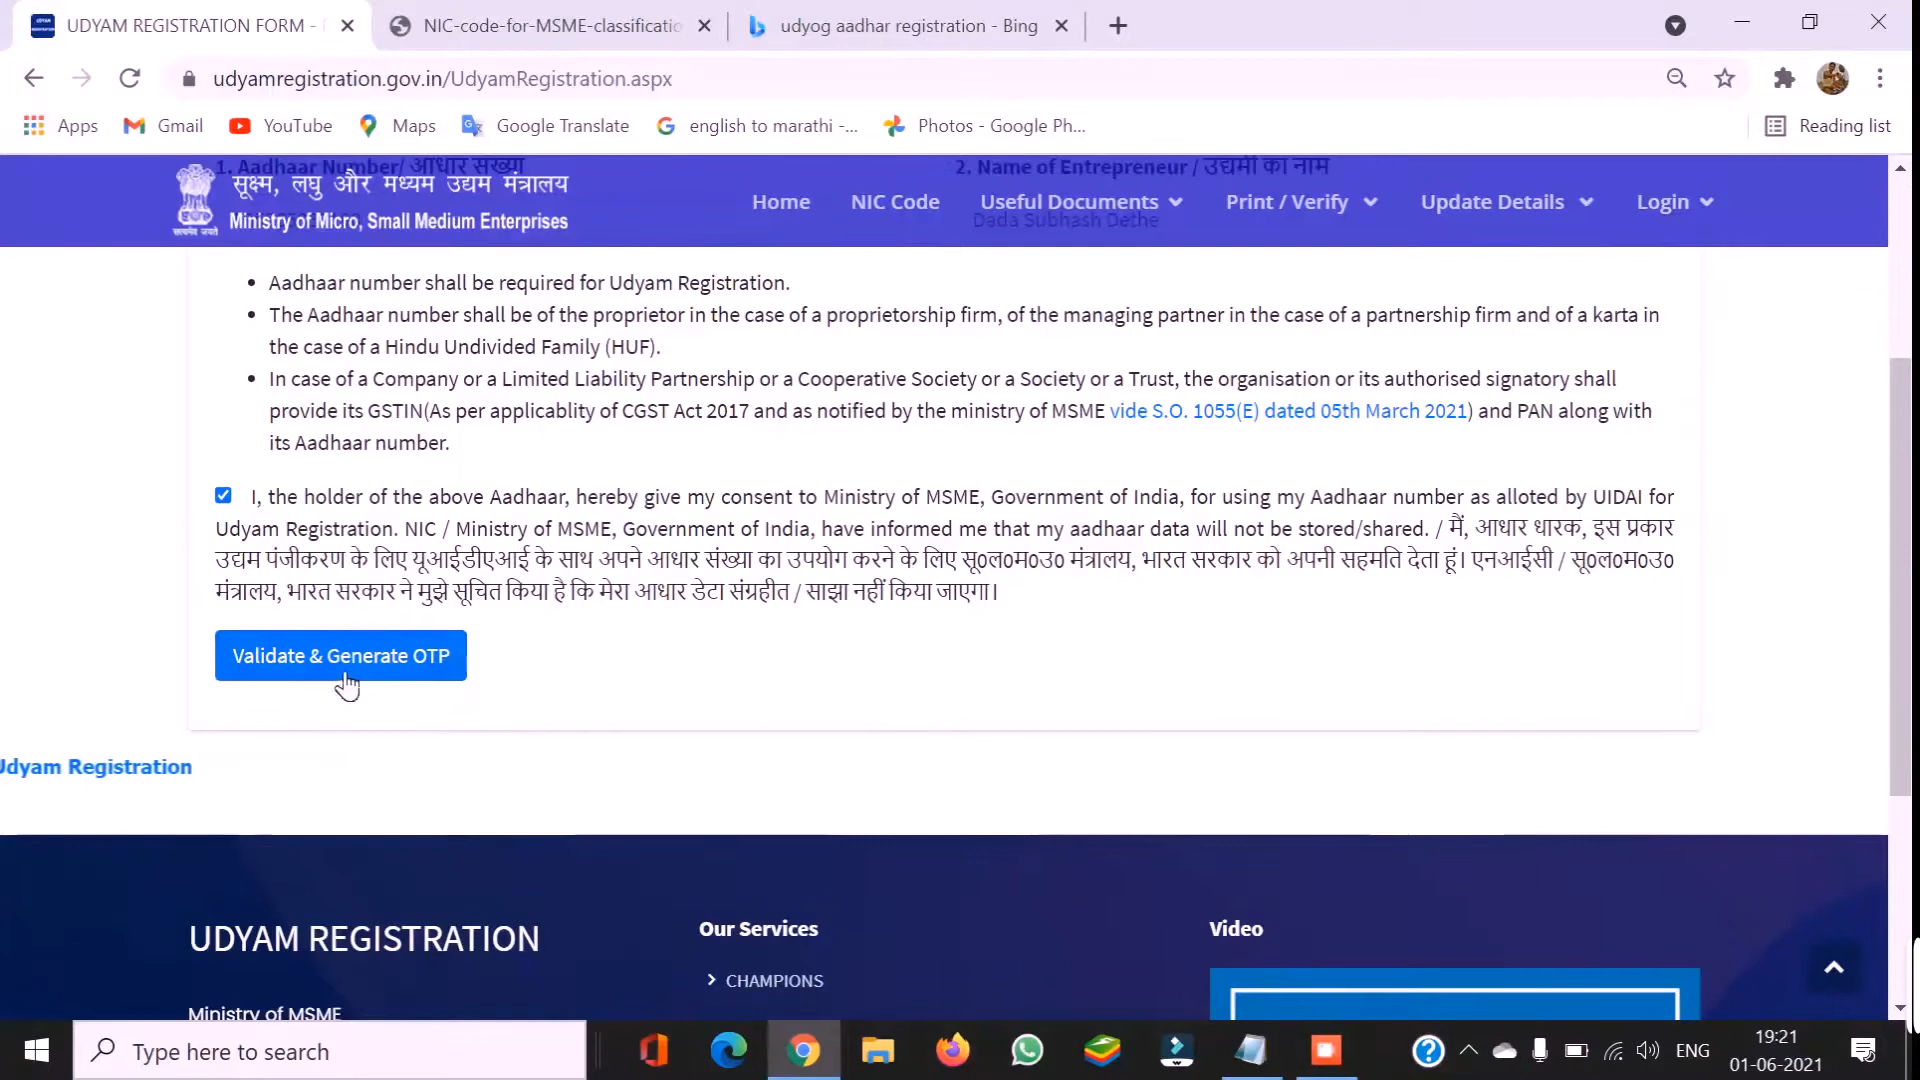 UDYAM REGISTRATION FORM -
NIC-code-for-MSME-classificatio
udyog aadhar registration - Bing
udyamregistration.gov.in/UdyamRegistration.aspx
Apps
Gmail
YouTube
Maps
Google Translate
english to marathi -...
Photos - Google Ph...
Reading list
1. Aadhaar Number/ आधार संख्या
2. Name of Entrepreneur / उद्यमी का नाम
सूक्ष्म, लघु और मध्यम उद्यम मंत्रालय
Ministry of Micro, Small Medium Enterprises
सत्यमेव जयते
Home
NIC Code
Useful Documents
Print / Verify
Update Details
Login
Dada Subhash Dethe
• Aadhaar number shall be required for Udyam Registration.
• The Aadhaar number shall be of the proprietor in the case of a proprietorship firm, of the managing partner in the case of a partnership firm and of a karta in
the case of a Hindu Undivided Family (HUF).
• In case of a Company or a Limited Liability Partnership or a Cooperative Society or a Society or a Trust, the organisation or its authorised signatory shall
provide its GSTIN(As per applicablity of CGST Act 2017 and as notified by the ministry of MSME vide S.O. 1055(E) dated 05th March 2021) and PAN along with
its Aadhaar number.
I, the holder of the above Aadhaar, hereby give my consent to Ministry of MSME, Government of India, for using my Aadhaar number as alloted by UIDAI for
Udyam Registration. NIC / Ministry of MSME, Government of India, have informed me that my aadhaar data will not be stored/shared. / मैं, आधार धारक, इस प्रकार
उद्यम पंजीकरण के लिए यूआईडीएआई के साथ अपने आधार संख्या का उपयोग करने के लिए सू0ल0म0उ0 मंत्रालय, भारत सरकार को अपनी सहमति देता हूं। एनआईसी / सू0ल0म0उ0
मंत्रालय, भारत सरकार ने मुझे सूचित किया है कि मेरा आधार डेटा संग्रहीत / साझा नहीं किया जाएगा।
Validate & Generate OTP
Udyam Registration
UDYAM REGISTRATION
Our Services
Video
CHAMPIONS
Ministry of MSME
Type here to search
ENG
19:21
01-06-2021